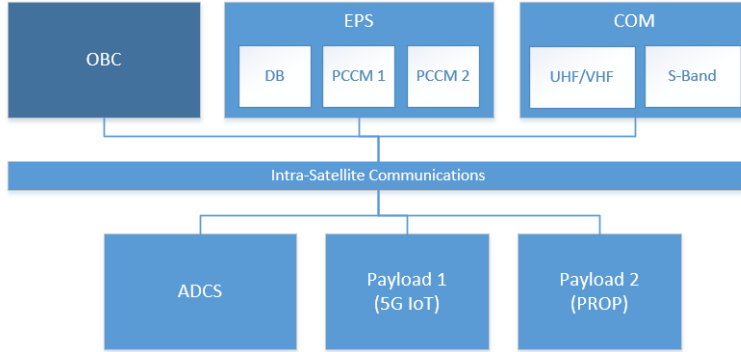 OBC
EPS
DB
PCCM 1
PCCM 2
COM
UHF/VHF
S-Band
Intra-Satellite Communications
ADCS
Payload 1
(5G IoT)
Payload 2
(PROP)